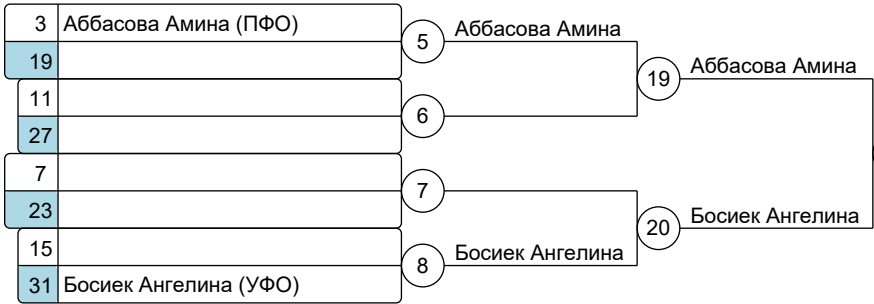 3 Аббасова Амина (ПФО)
19
5 Аббасова Амина
11
27
6
19 Аббасова Амина
7
23
7
15
31 Босиек Ангелина (УФО)
8 Босиек Ангелина
20 Босиек Ангелина